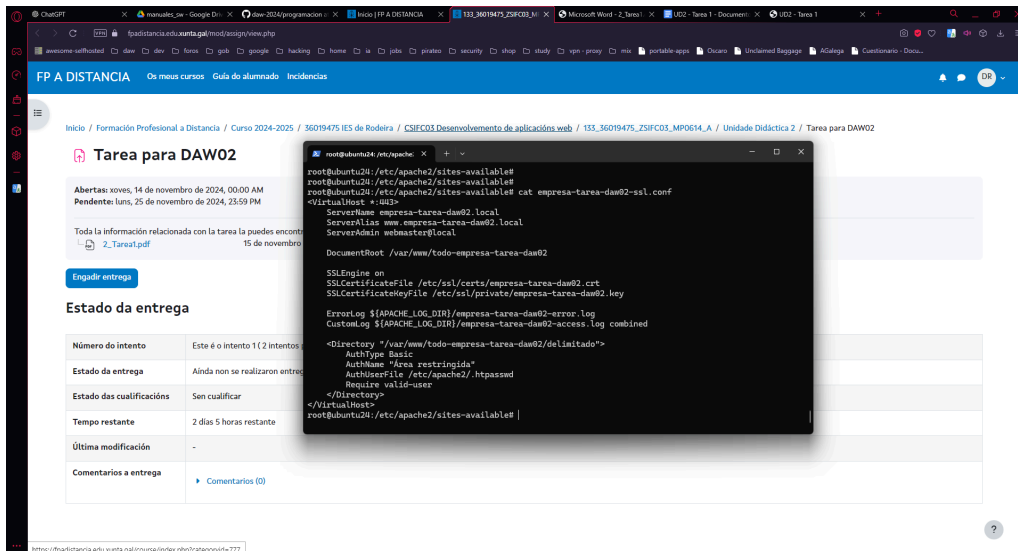 ChatGPT
manuales_sw - Google Driv
daw-2024/programacion
Inicio | FP A DISTANCIA
133_36019475_ZSIFC03_M
Microsoft Word - 2_Tarea1.
UD2 - Tarea 1 - Document
UD2 - Tarea 1
VPN
fpadistancia.edu.xunta.gal/mod/assign/view.php
awesome-selfhosted daw dev foros gob google hacking home ia jobs pirateo security shop study vpn - proxy mix portable-apps Oscaro Unclaimed Baggage AGalega Cuestionario - Docu...
FP A DISTANCIA Os meus cursos Guía do alumnado Incidencias
DR
Inicio / Formación Profesional a Distancia / Curso 2024-2025 / 36019475 IES de Rodeira / CSIFC03 Desenvolvemento de aplicacións web / 133_36019475_ZSIFC03_MP0614_A / Unidade Didáctica 2 / Tarea para DAW02
Tarea para DAW02
Abertas: xoves, 14 de novembro de 2024, 00:00 AM
Pendente: luns, 25 de novembro de 2024, 23:59 PM
Toda la información relacionada con la tarea la puedes encont
2_Tarea1.pdf
15 de novembro
Engadir entrega
Estado da entrega
Número do intento Este é o intento 1 ( 2 intentos
Estado da entrega Aínda non se realizaron entreg
Estado das cualificacións Sen cualificar
Tempo restante 2 días 5 horas restante
Última modificación -
Comentarios a entrega Comentarios (0)
root@ubuntu24: /etc/apache
root@ubuntu24:/etc/apache2/sites-available#
root@ubuntu24:/etc/apache2/sites-available#
root@ubuntu24:/etc/apache2/sites-available# cat empresa-tarea-daw02-ssl.conf
<VirtualHost *:443>
ServerName empresa-tarea-daw02.local
ServerAlias www.empresa-tarea-daw02.local
ServerAdmin webmaster@local
DocumentRoot /var/www/todo-empresa-tarea-daw02
SSLEngine on
SSLCertificateFile /etc/ssl/certs/empresa-tarea-daw02.crt
SSLCertificateKeyFile /etc/ssl/private/empresa-tarea-daw02.key
ErrorLog ${APACHE_LOG_DIR}/empresa-tarea-daw02-error.log
CustomLog ${APACHE_LOG_DIR}/empresa-tarea-daw02-access.log combined
<Directory "/var/www/todo-empresa-tarea-daw02/delimitado">
AuthType Basic
AuthName "Área restringida"
AuthUserFile /etc/apache2/.htpasswd
Require valid-user
</Directory>
</VirtualHost>
root@ubuntu24:/etc/apache2/sites-available#
?
https://fpadistancia.edu.xunta.gal/course/index.php?categoryid=777